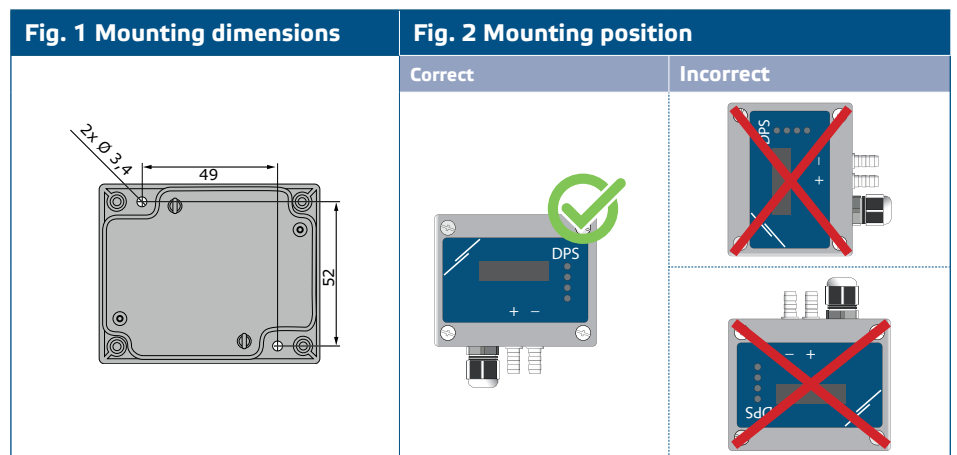 Fig. 1 Mounting dimensions
Fig. 2 Mounting position
Correct
Incorrect
2x Ø 3,4
49
52
DPS
+ −
DPS
− +
− +
DPS